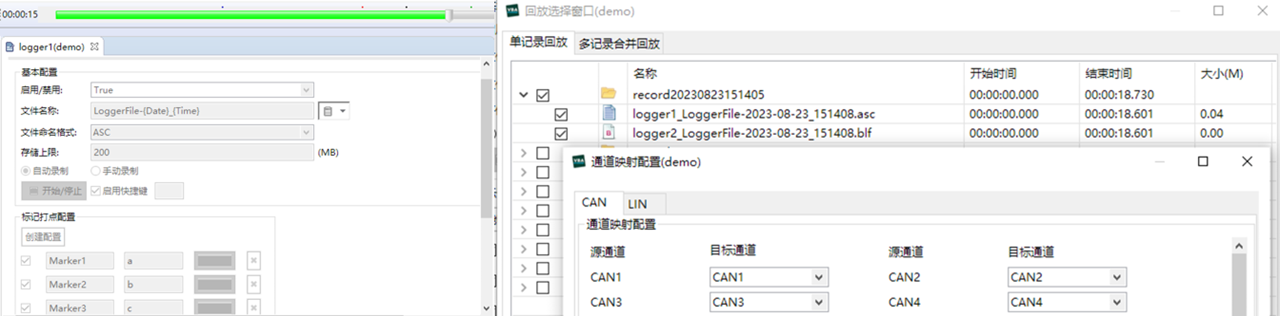 00:00:15
logger1(demo)
基本配置
启用/禁用: True
文件名称: LoggerFile-{Date}_{Time}
文件命名格式: ASC
存储上限: 200 (MB)
自动录制 手动录制
开始/停止 启用快捷键
标记打点配置
创建配置
Marker1 a
Marker2 b
Marker3 c
VBA 回放选择窗口(demo)
单记录回放 多记录合并回放
名称 开始时间 结束时间 大小(M)
record20230823151405 00:00:00.000 00:00:18.730
logger1_LoggerFile-2023-08-23_151408.asc 00:00:00.000 00:00:18.601 0.04
logger2_LoggerFile-2023-08-23_151408.blf 00:00:00.000 00:00:18.601 0.00
VBA 通道映射配置(demo)
CAN LIN
通道映射配置
源通道 目标通道 源通道 目标通道
CAN1 CAN1 CAN2 CAN2
CAN3 CAN3 CAN4 CAN4